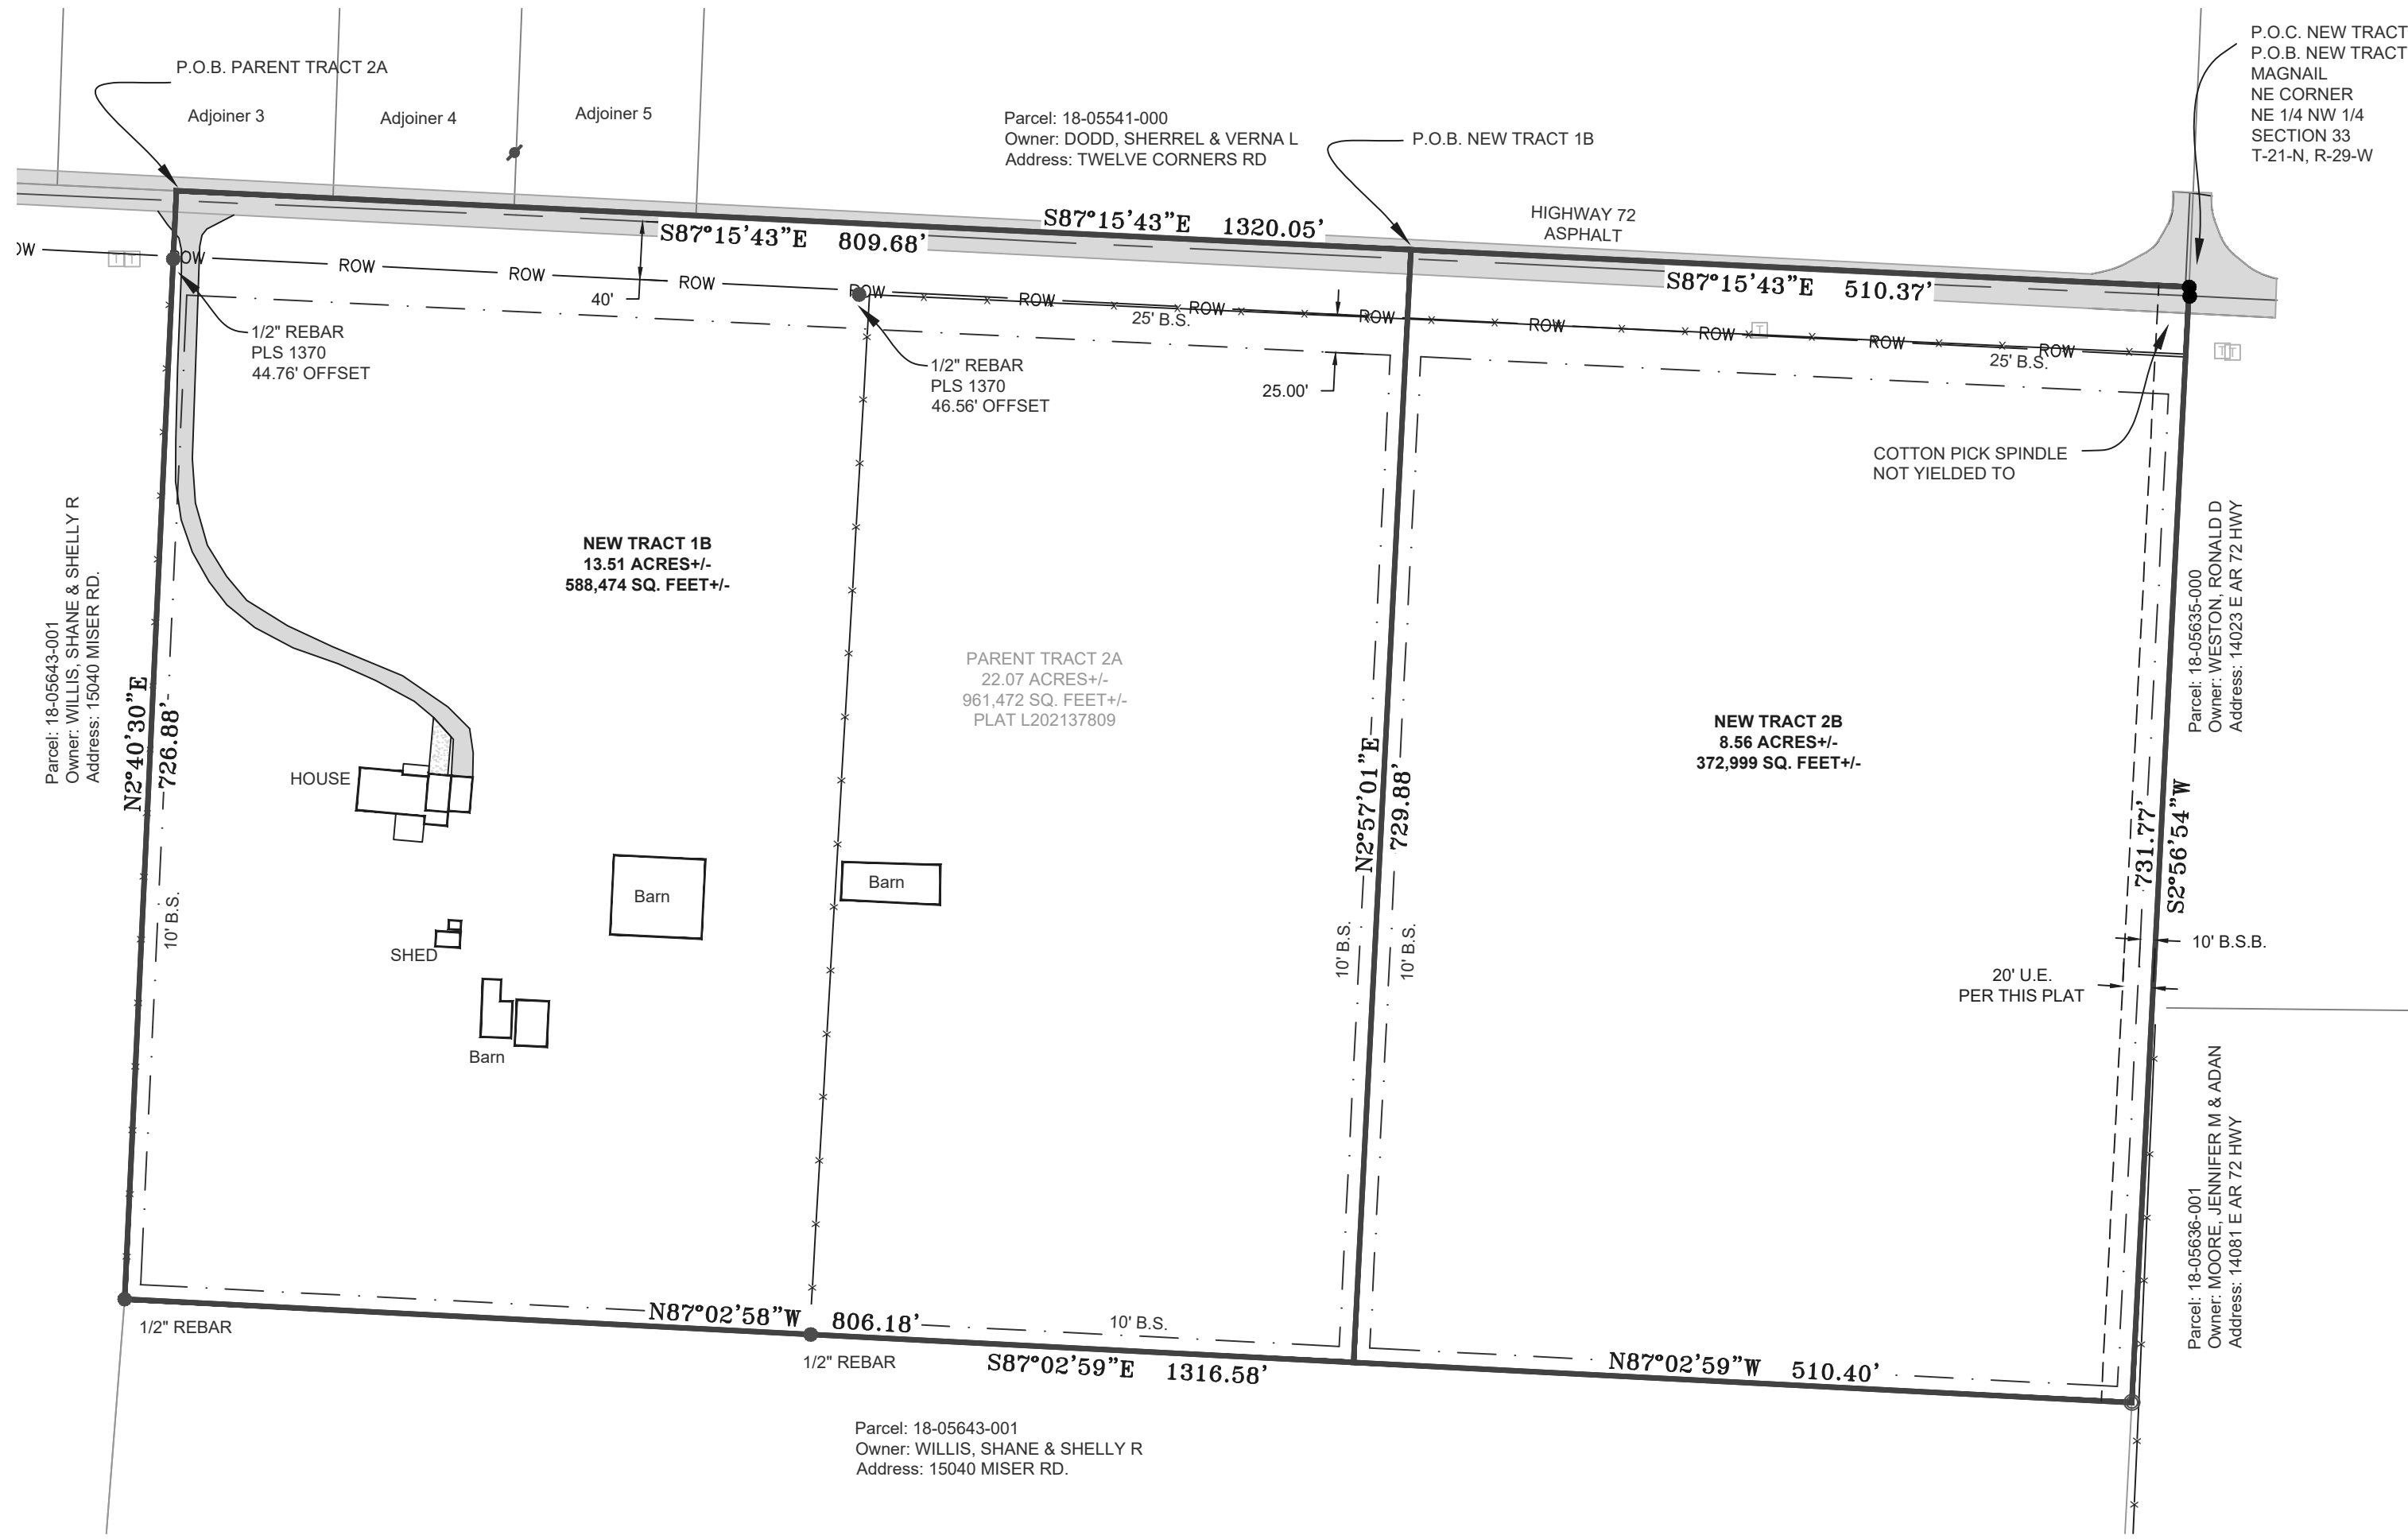 P.O.C. NEW TRACT
P.O.B. NEW TRACT
MAGNAIL
NE CORNER
NE 1/4 NW 1/4
SECTION 33
T-21-N, R-29-W
P.O.B. PARENT TRACT 2A
Adjoiner 3
Adjoiner 4
Adjoiner 5
Parcel: 18-05541-000
Owner: DODD, SHERREL & VERNA L
Address: TWELVE CORNERS RD
P.O.B. NEW TRACT 1B
HIGHWAY 72
ASPHALT
S87°15'43"E 1320.05'
S87°15'43"E 809.68'
S87°15'43"E 510.37'
OW
T T
OW
ROW
ROW
ROW
ROW
ROW
ROW
ROW
ROW
ROW
ROW
ROW
T
T T
40'
25' B.S.
25' B.S.
25.00'
1/2" REBAR
PLS 1370
44.76' OFFSET
1/2" REBAR
PLS 1370
46.56' OFFSET
COTTON PICK SPINDLE
NOT YIELDED TO
NEW TRACT 1B
13.51 ACRES+/-
588,474 SQ. FEET+/-
PARENT TRACT 2A
22.07 ACRES+/-
961,472 SQ. FEET+/-
PLAT L202137809
NEW TRACT 2B
8.56 ACRES+/-
372,999 SQ. FEET+/-
Parcel: 18-05643-001
Owner: WILLIS, SHANE & SHELLY R
Address: 15040 MISER RD.
N2°40'30"E
726.88'
10' B.S.
HOUSE
SHED
Barn
Barn
Barn
N2°57'01"E
729.88'
10' B.S.
10' B.S.
731.77'
S2°56'54"W
10' B.S.B.
20' U.E.
PER THIS PLAT
Parcel: 18-05635-000
Owner: WESTON, RONALD D
Address: 14023 E AR 72 HWY
Parcel: 18-05636-001
Owner: MOORE, JENNIFER M & ADAN
Address: 14081 E AR 72 HWY
1/2" REBAR
N87°02'58"W 806.18'
10' B.S.
1/2" REBAR
S87°02'59"E 1316.58'
N87°02'59"W 510.40'
Parcel: 18-05643-001
Owner: WILLIS, SHANE & SHELLY R
Address: 15040 MISER RD.